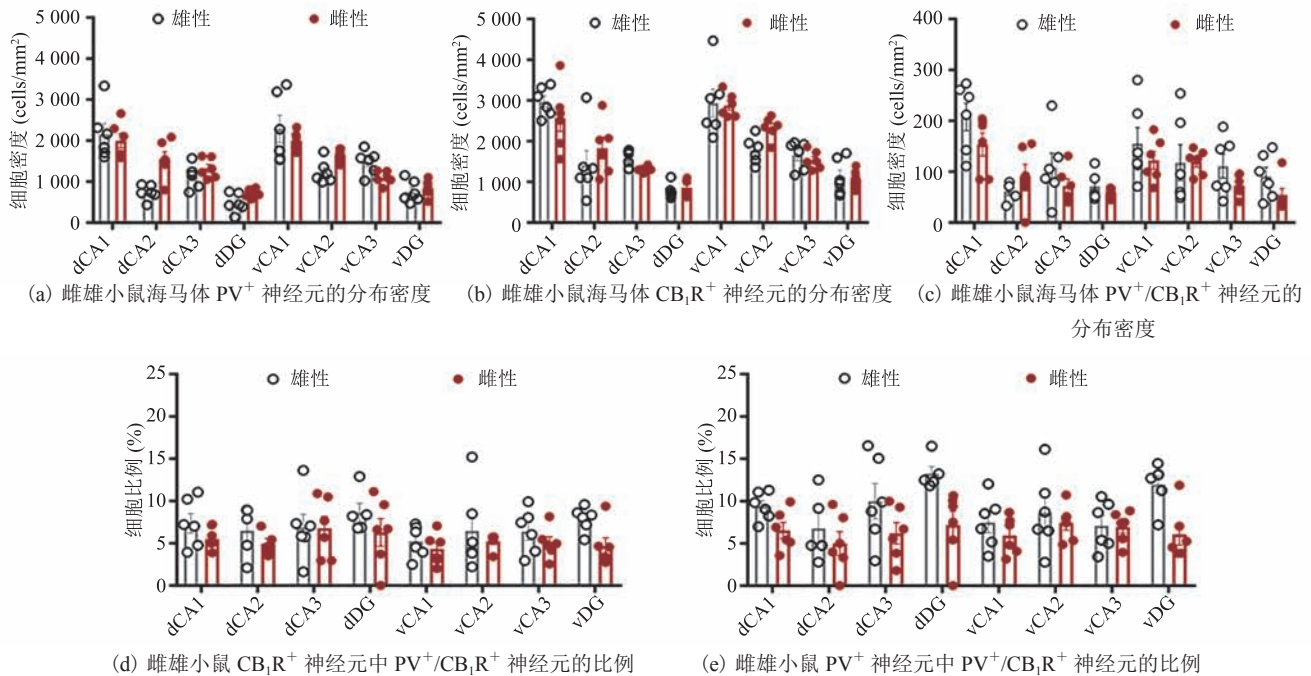 雄性 雌性
细胞密度 (cells/mm²)
5 000
4 000
3 000
2 000
1 000
0
dCA1 dCA2 dCA3 dDG vCA1 vCA2 vCA3 vDG
(a) 雌雄小鼠海马体 PV⁺ 神经元的分布密度
雄性 雌性
细胞密度 (cells/mm²)
5 000
4 000
3 000
2 000
1 000
0
dCA1 dCA2 dCA3 dDG vCA1 vCA2 vCA3 vDG
(b) 雌雄小鼠海马体 CB₁R⁺ 神经元的分布密度
雄性 雌性
细胞密度 (cells/mm²)
400
300
200
100
0
dCA1 dCA2 dCA3 dDG vCA1 vCA2 vCA3 vDG
(c) 雌雄小鼠海马体 PV⁺/CB₁R⁺ 神经元的
分布密度
雄性 雌性
细胞比例 (%)
25
20
15
10
5
0
dCA1 dCA2 dCA3 dDG vCA1 vCA2 vCA3 vDG
(d) 雌雄小鼠 CB₁R⁺ 神经元中 PV⁺/CB₁R⁺ 神经元的比例
雄性 雌性
细胞比例 (%)
25
20
15
10
5
0
dCA1 dCA2 dCA3 dDG vCA1 vCA2 vCA3 vDG
(e) 雌雄小鼠 PV⁺ 神经元中 PV⁺/CB₁R⁺ 神经元的比例